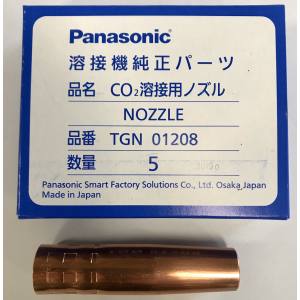 Panasonic
溶接機純正パーツ
品名 CO₂溶接用ノズル
NOZZLE
品番 TGN 01208
数量 5
Panasonic Smart Factory Solutions Co., Ltd. Osaka, Japan
Made in Japan